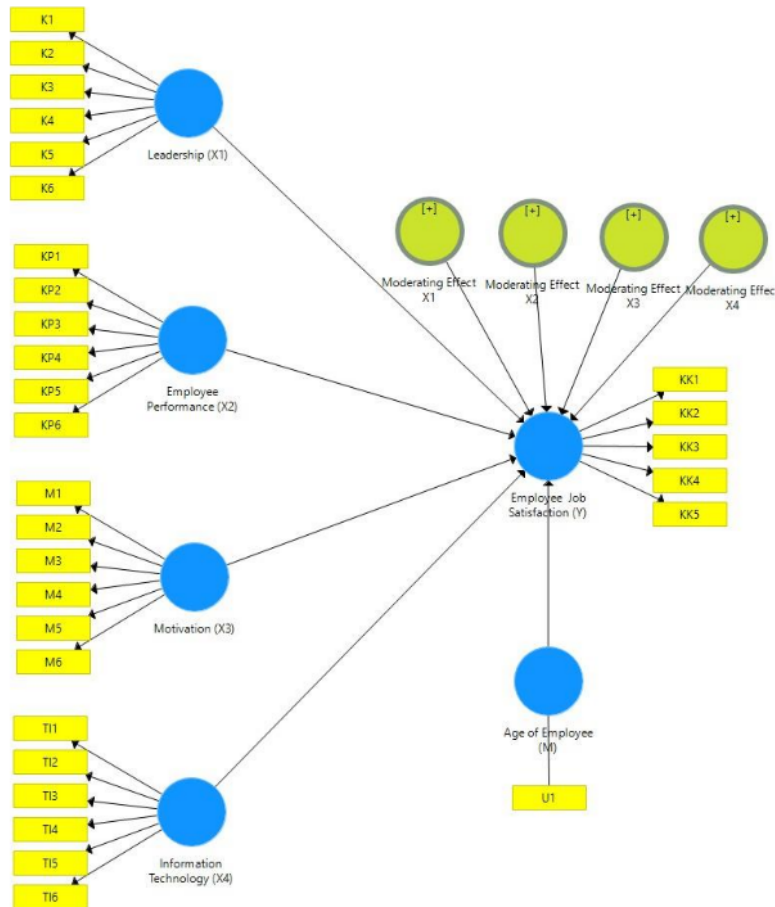 K1
K2
K3
K4
K5
K6
Leadership (X1)
[+]
[+]
[+]
[+]
Moderating Effect
X1
Moderating Effect
X2
Moderating Effect
X3
Moderating Effect
X4
KP1
KP2
KP3
KP4
KP5
KP6
Employee
Performance (X2)
KK1
KK2
KK3
KK4
KK5
Employee Job
Satisfaction (Y)
M1
M2
M3
M4
M5
M6
Motivation (X3)
Age of Employee
(M)
U1
TI1
TI2
TI3
TI4
TI5
TI6
Information
Technology (X4)